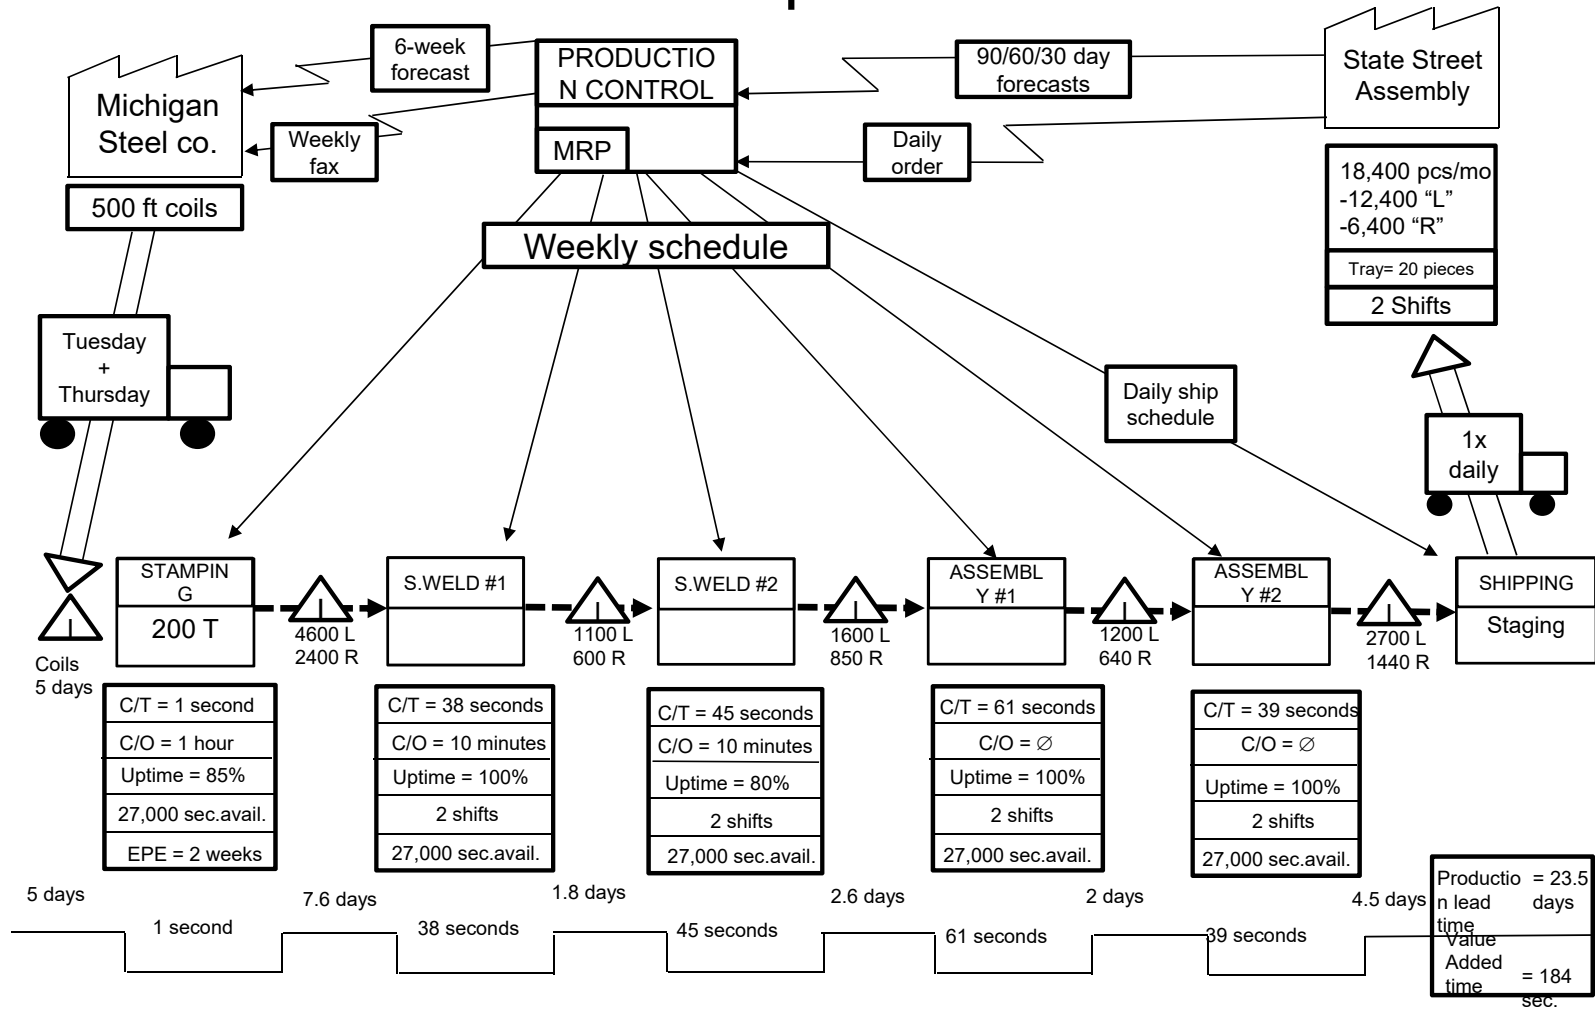 6-week
forecast
PRODUCTIO
N CONTROL
MRP
90/60/30 day
forecasts
State Street
Assembly
Michigan
Steel co.
Weekly
fax
Daily
order
500 ft coils
18,400 pcs/mo
-12,400 “L”
-6,400 “R”
Tray= 20 pieces
2 Shifts
Weekly schedule
Tuesday
+
Thursday
Daily ship
schedule
1x
daily
STAMPIN
G
200 T
S.WELD #1
S.WELD #2
ASSEMBL
Y #1
ASSEMBL
Y #2
SHIPPING
Staging
I
I
I
I
I
I
Coils
5 days
4600 L
2400 R
1100 L
600 R
1600 L
850 R
1200 L
640 R
2700 L
1440 R
C/T = 1 second
C/O = 1 hour
Uptime = 85%
27,000 sec.avail.
EPE = 2 weeks
C/T = 38 seconds
C/O = 10 minutes
Uptime = 100%
2 shifts
27,000 sec.avail.
C/T = 45 seconds
C/O = 10 minutes
Uptime = 80%
2 shifts
27,000 sec.avail.
C/T = 61 seconds
C/O = ∅
Uptime = 100%
2 shifts
27,000 sec.avail.
C/T = 39 seconds
C/O = ∅
Uptime = 100%
2 shifts
27,000 sec.avail.
5 days
7.6 days
1.8 days
2.6 days
2 days
4.5 days
1 second
38 seconds
45 seconds
61 seconds
39 seconds
Productio = 23.5
n lead days
time
Value
Added
time = 184
sec.